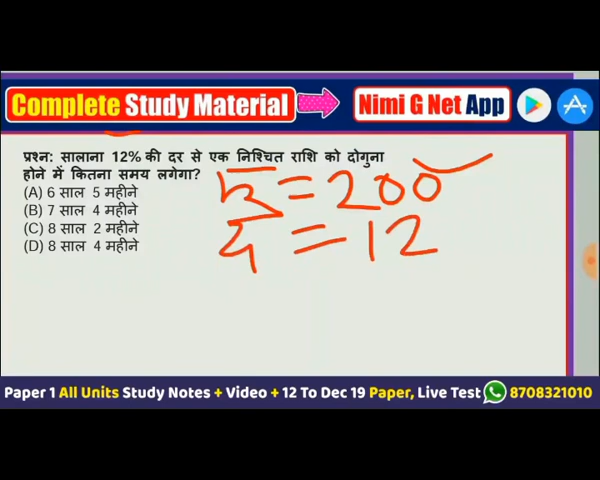 Complete Study Material Nimi G Net App
प्रश्न: सालाना 12% की दर से एक निश्चित राशि को दोगुना
होने में कितना समय लगेगा?
(A) 6 साल 5 महीने
(B) 7 साल 4 महीने
(C) 8 साल 2 महीने
(D) 8 साल 4 महीने
= 200
= 12
Paper 1 All Units Study Notes + Video + 12 To Dec 19 Paper, Live Test 8708321010